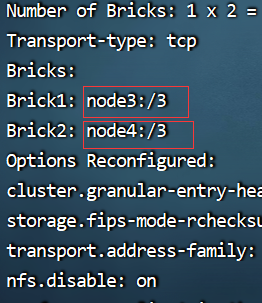 Number of Bricks: 1 x 2 =
Transport-type: tcp
Bricks:
Brick1: node3:/3
Brick2: node4:/3
Options Reconfigured:
cluster.granular-entry-hea
storage.fips-mode-rchecksu
transport.address-family:
nfs.disable: on